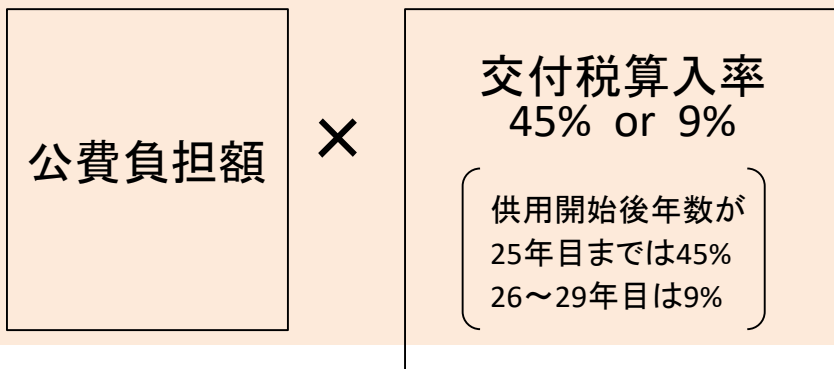 公費負担額
×
交付税算入率
45% or 9%
供用開始後年数が
25年目までは45%
26～29年目は9%